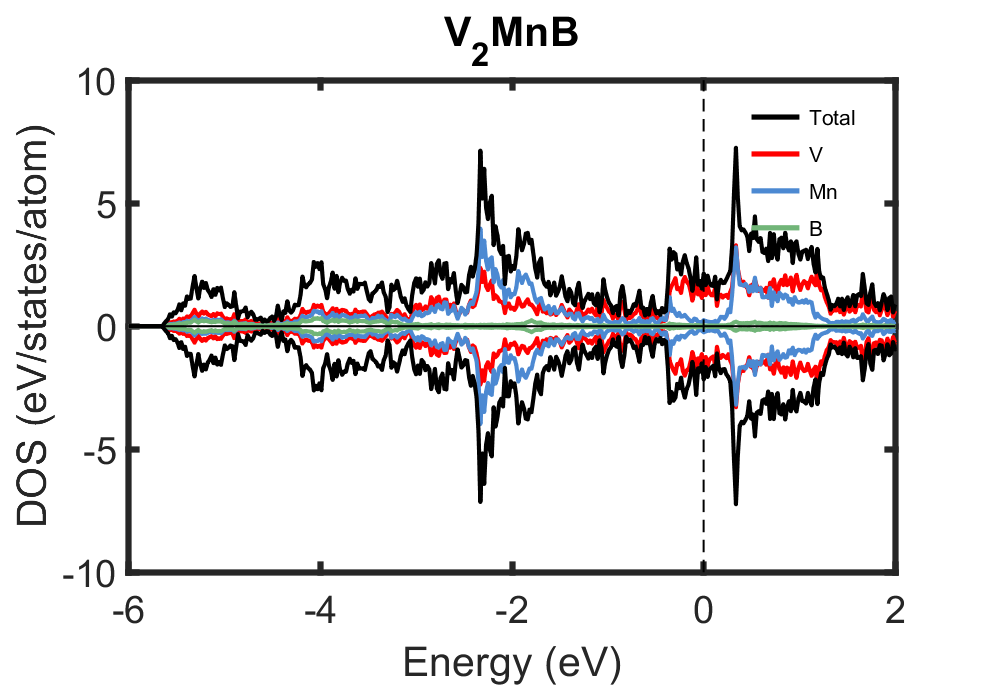 V2MnB
10
5
0
-5
-10
DOS (eV/states/atom)
Total
V
Mn
B
-6
-4
-2
0
2
Energy (eV)